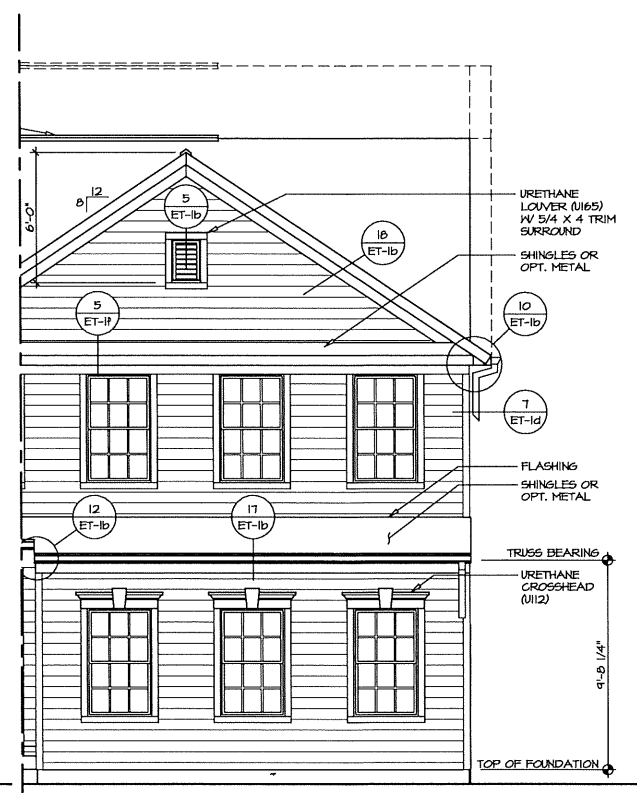 6'-0"
12
8
5
ET-1b
URETHANE
LOUVER (U165)
W/ 5/4 X 4 TRIM
SURROUND
18
ET-1b
SHINGLES OR
OPT. METAL
5
ET-1f
10
ET-1b
7
ET-1d
FLASHING
SHINGLES OR
OPT. METAL
12
ET-1b
17
ET-1b
TRUSS BEARING
URETHANE
CROSSHEAD
(U112)
9'-8 1/4"
TOP OF FOUNDATION